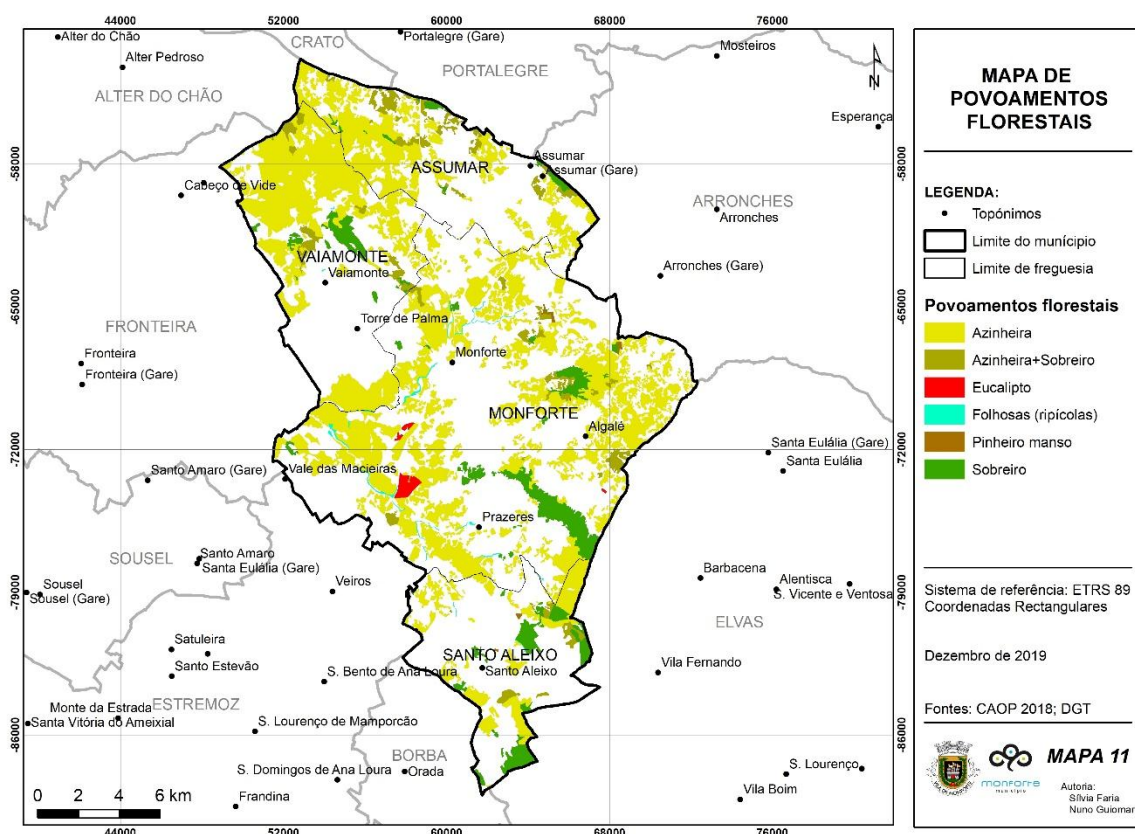 44000
52000
60000
68000
76000
Alter do Chão
CRATO
Portalegre (Gare)
Mosteiros
Alter Pedroso
PORTALEGRE
N
ALTER DO CHÃO
Esperança
-58000
-58000
Assumar
ASSUMAR
Assumar (Gare)
Cabeço de Vide
ARRONCHES
Arronches
VAIAMONTE
Vaiamonte
Arronches (Gare)
-65000
-65000
FRONTEIRA
Torre de Palma
Fronteira
Monforte
Fronteira (Gare)
MONFORTE
Algalé
-72000
-72000
Santa Eulália (Gare)
Santo Amaro (Gare)
Vale das Macieiras
Santa Eulália
Prazeres
SOUSEL
Santo Amaro
Santa Eulália (Gare)
Barbacena
Alentisca
Sousel
Sousel (Gare)
Veiros
S. Vicente e Ventosa
-79000
-79000
ELVAS
Satuleira
SANTO ALEIXO
Santo Estevão
Santo Aleixo
Vila Fernando
S. Bento de Ana Loura
ESTREMOZ
Monte da Estrada
Santa Vitória do Ameixial
S. Lourenço de Mamporcão
-86000
-86000
BORBA
S. Domingos de Ana Loura
Orada
S. Lourenço
Frandina
Vila Boim
0 2 4 6 km
44000
52000
60000
68000
76000
MAPA DE
POVOAMENTOS
FLORESTAIS
LEGENDA:
Topónimos
Limite do município
Limite de freguesia
Povoamentos florestais
Azinheira
Azinheira+Sobreiro
Eucalipto
Folhosas (ripícolas)
Pinheiro manso
Sobreiro
Sistema de referência: ETRS 89
Coordenadas Rectangulares
Dezembro de 2019
Fontes: CAOP 2018; DGT
monforte
município
MAPA 11
Autoria:
Sílvia Faria
Nuno Guiomar